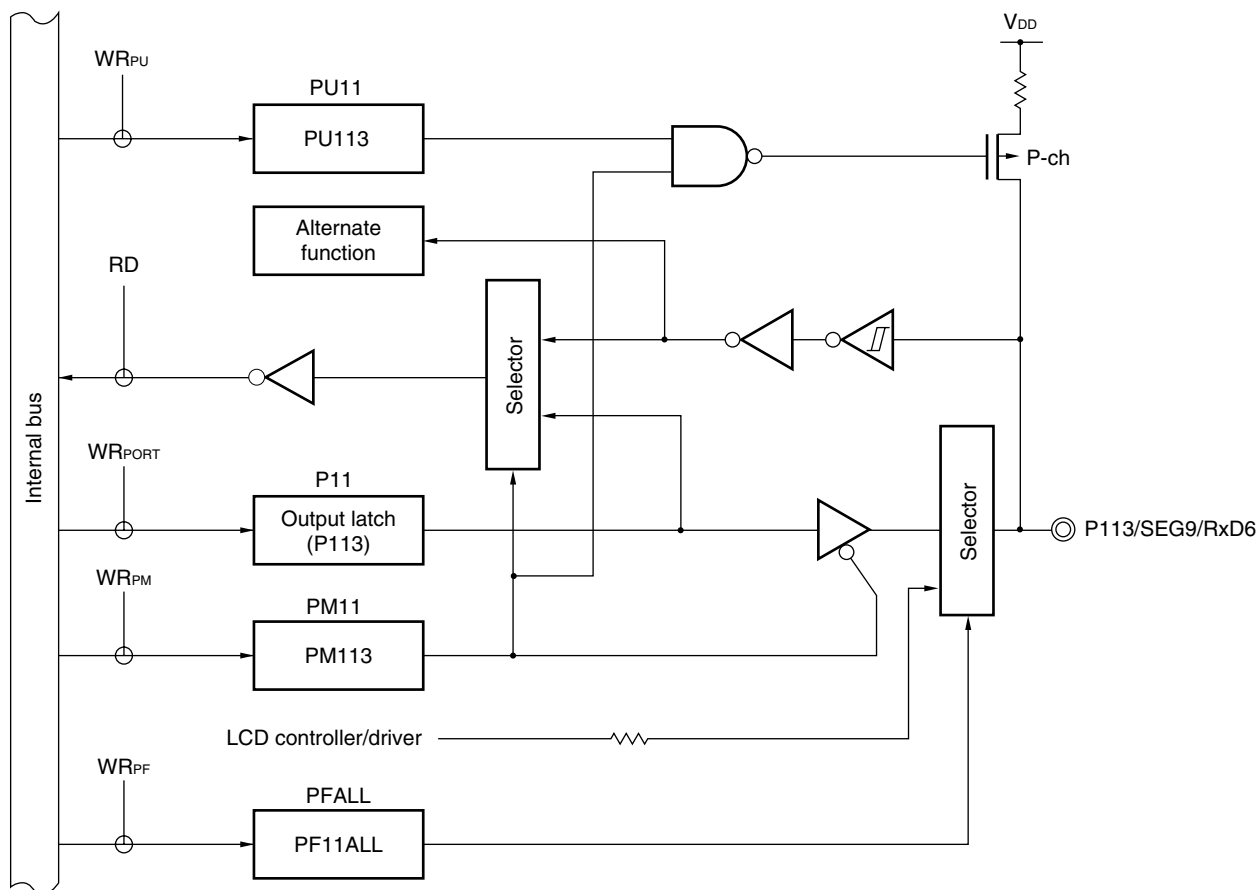 VDD
WRPU
PU11
PU113
P-ch
Alternate
function
RD
Selector
Internal bus
WRPORT
P11
Output latch
(P113)
Selector
P113/SEG9/RxD6
WRPM
PM11
PM113
LCD controller/driver
WRPF
PFALL
PF11ALL